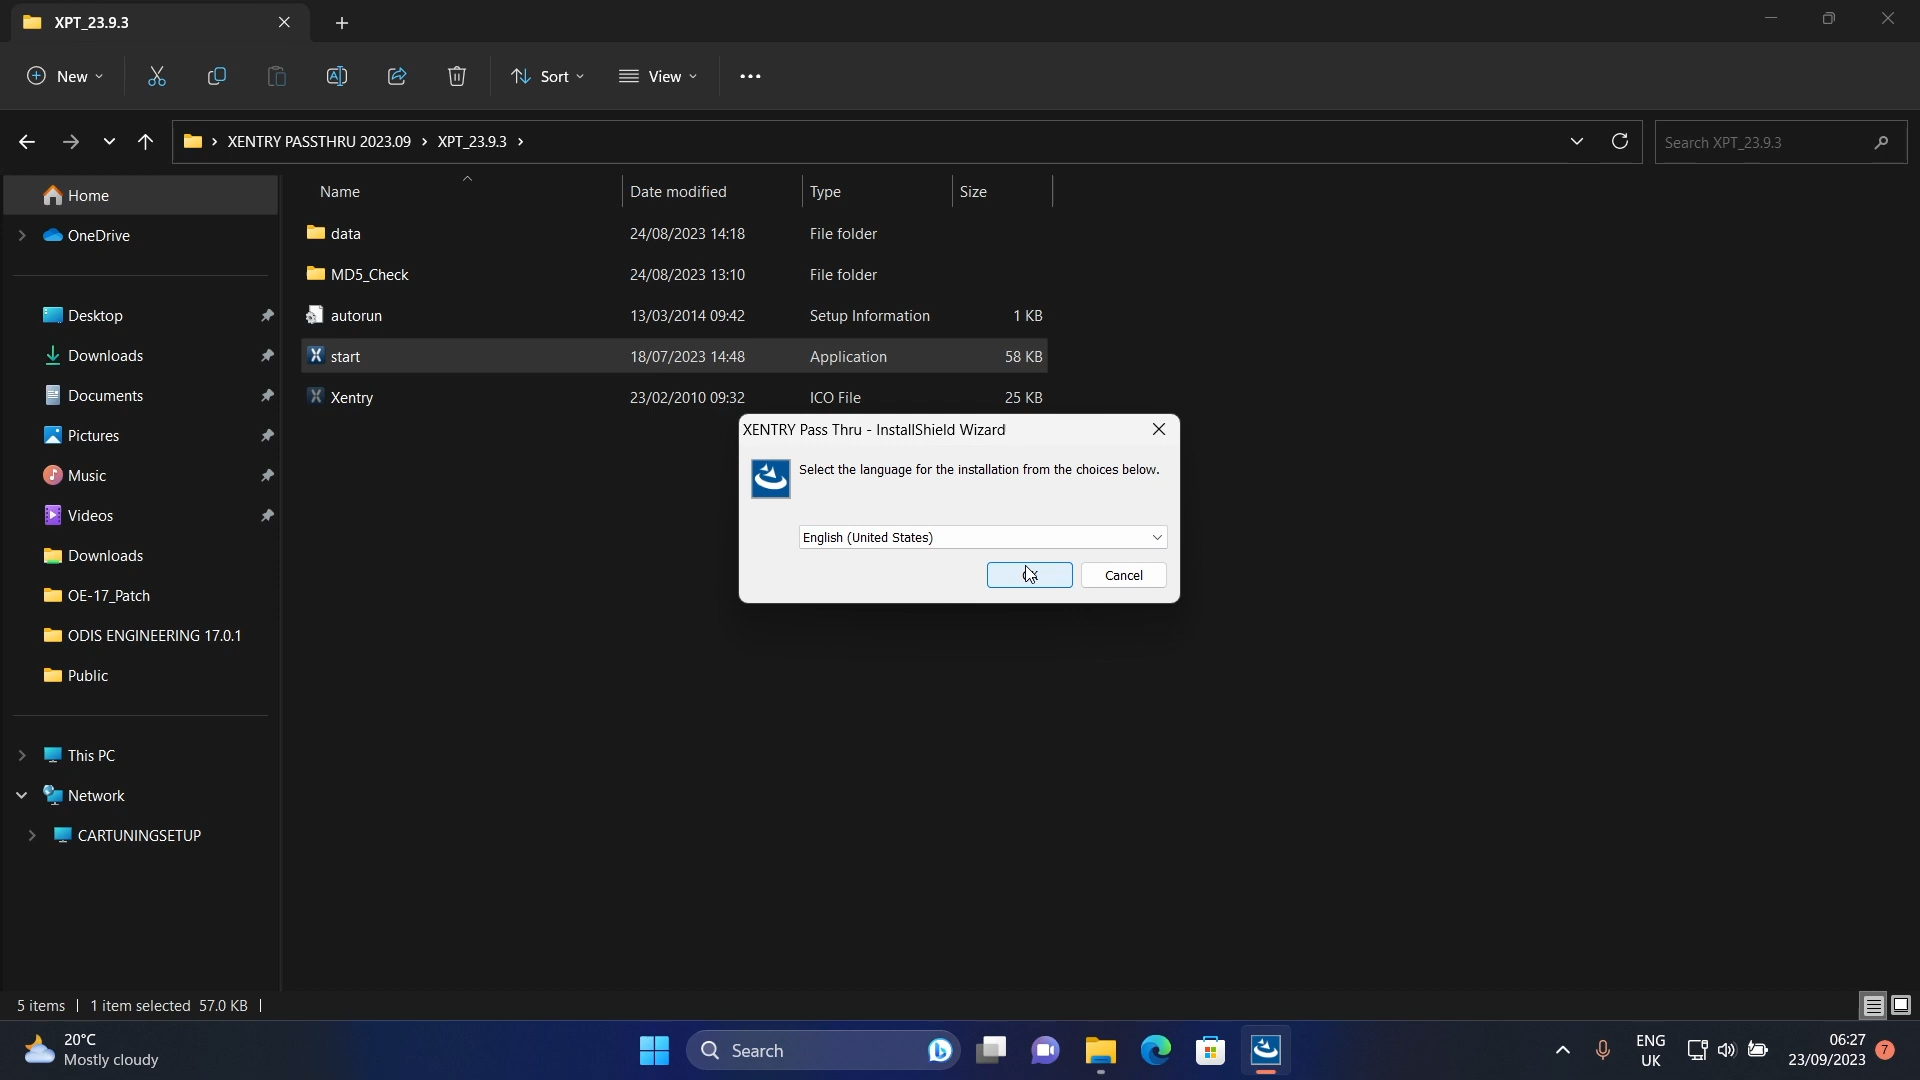 XPT_23.9.3
New
Sort
View
XENTRY PASSTHRU 2023.09 > XPT_23.9.3 >
Search XPT_23.9.3
Home
OneDrive
Desktop
Downloads
Documents
Pictures
Music
Videos
Downloads
OE-17_Patch
ODIS ENGINEERING 17.0.1
Public
This PC
Network
CARTUNINGSETUP
Name Date modified Type Size
data 24/08/2023 14:18 File folder
MD5_Check 24/08/2023 13:10 File folder
autorun 13/03/2014 09:42 Setup Information 1 KB
start 18/07/2023 14:48 Application 58 KB
Xentry 23/02/2010 09:32 ICO File 25 KB
XENTRY Pass Thru - InstallShield Wizard
Select the language for the installation from the choices below.
English (United States)
Cancel
5 items | 1 item selected 57.0 KB |
20°C
Mostly cloudy
Search
ENG
UK
06:27
23/09/2023
7